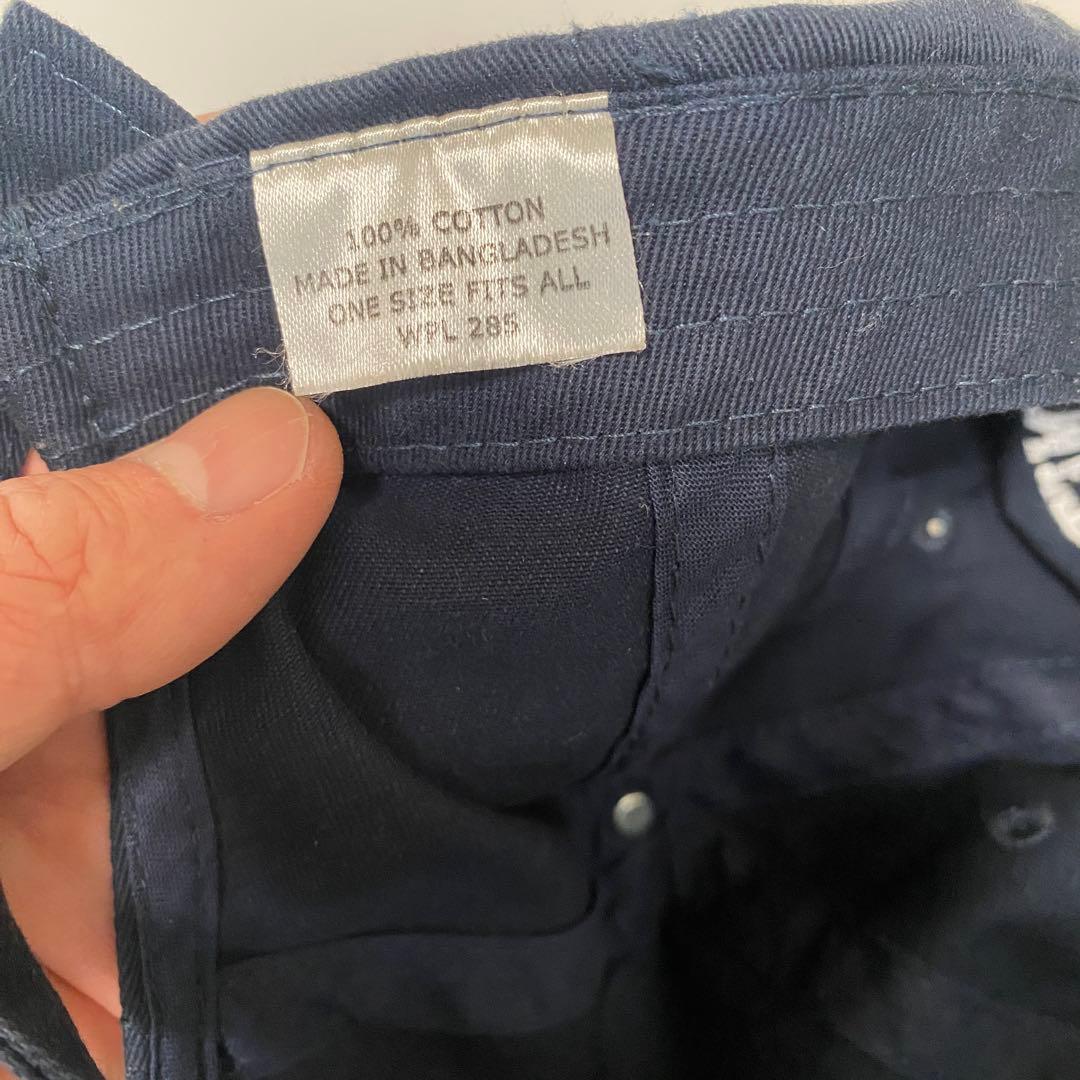 100% COTTON
MADE IN BANGLADESH
ONE SIZE FITS ALL
WPL 285